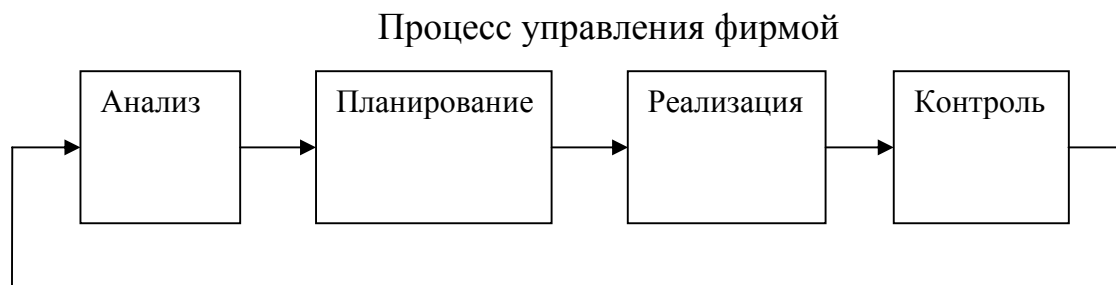 Процесс управления фирмой
Анализ
Планирование
Реализация
Контроль